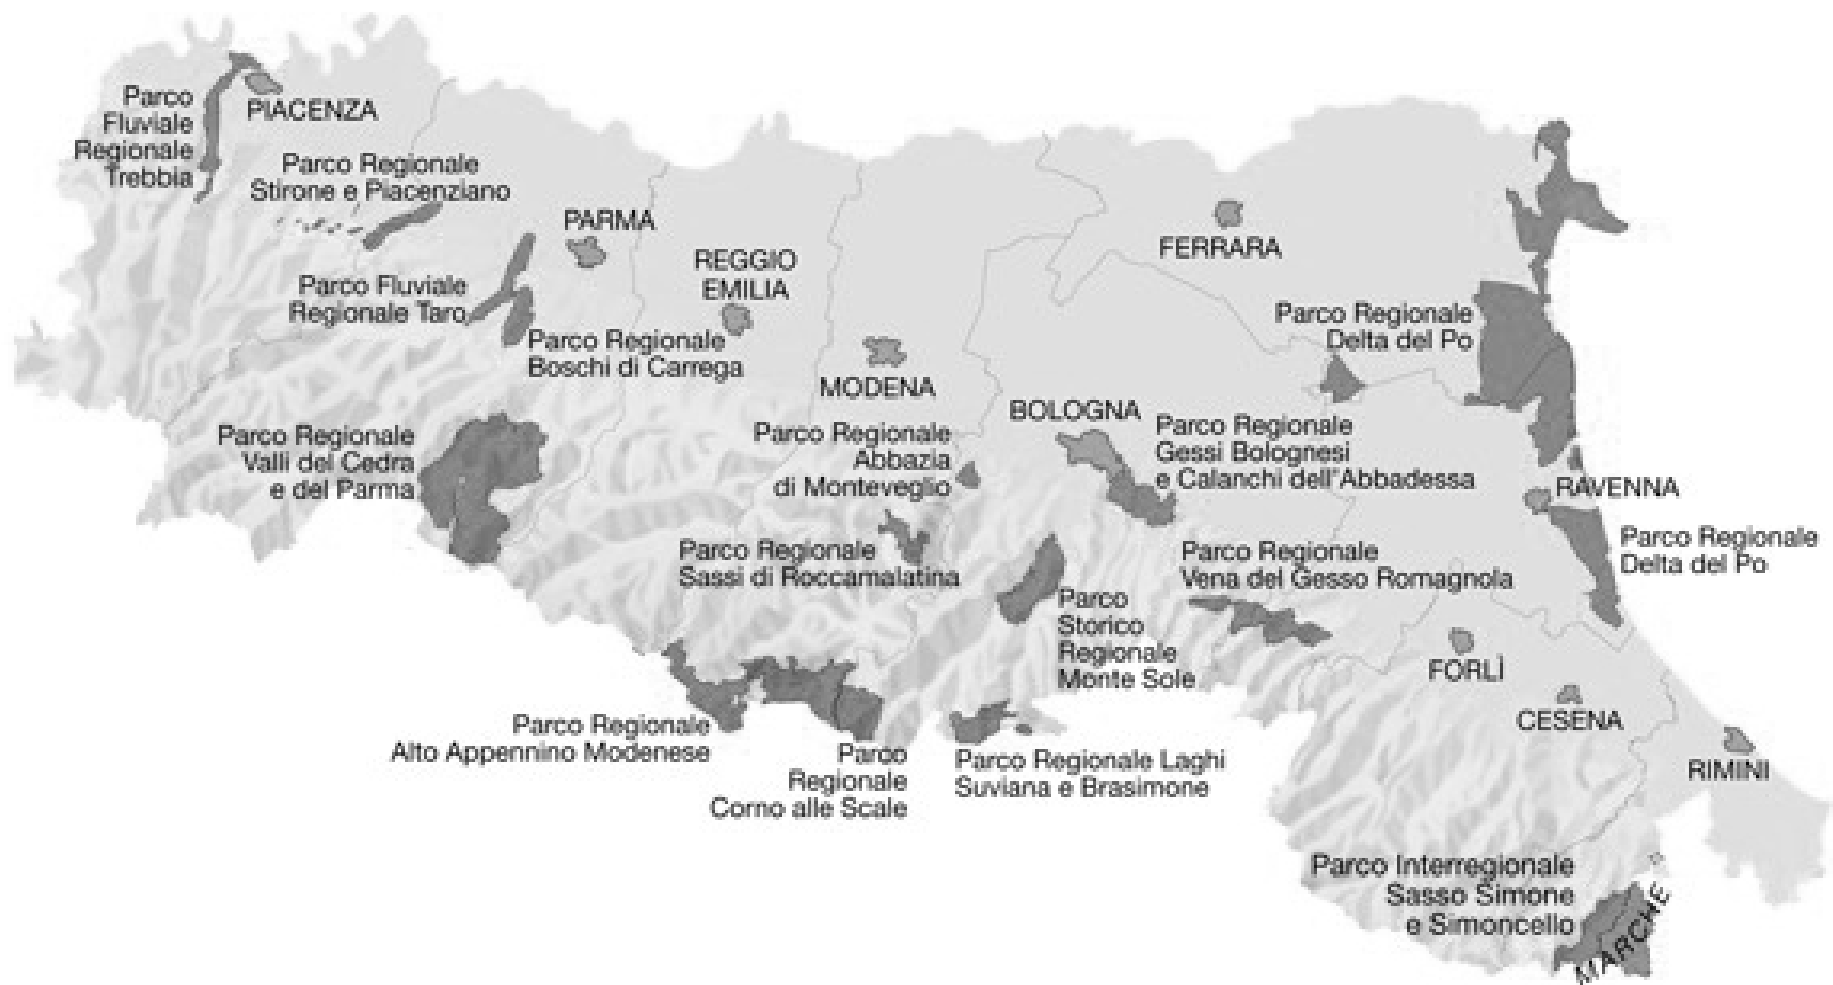 Parco
Fluviale
Regionale
Trebbia
PIACENZA
Parco Regionale
Stirone e Piacenziano
PARMA
Parco Fluviale
Regionale Taro
REGGIO
EMILIA
Parco Regionale
Boschi di Carrega
MODENA
FERRARA
Parco Regionale
Delta del Po
BOLOGNA
Parco Regionale
Valli del Cedra
e del Parma
Parco Regionale
Abbazia
di Monteveglio
Parco Regionale
Gessi Bolognesi
e Calanchi dell'Abbadessa
RAVENNA
Parco Regionale
Delta del Po
Parco Regionale
Sassi di Roccamalatina
Parco Regionale
Vena del Gesso Romagnola
Parco
Storico
Regionale
Monte Sole
FORLÌ
CESENA
RIMINI
Parco Regionale
Alto Appennino Modenese
Parco
Regionale
Corno alle Scale
Parco Regionale Laghi
Suviana e Brasimone
Parco Interregionale
Sasso Simone
e Simoncello
MARCHE